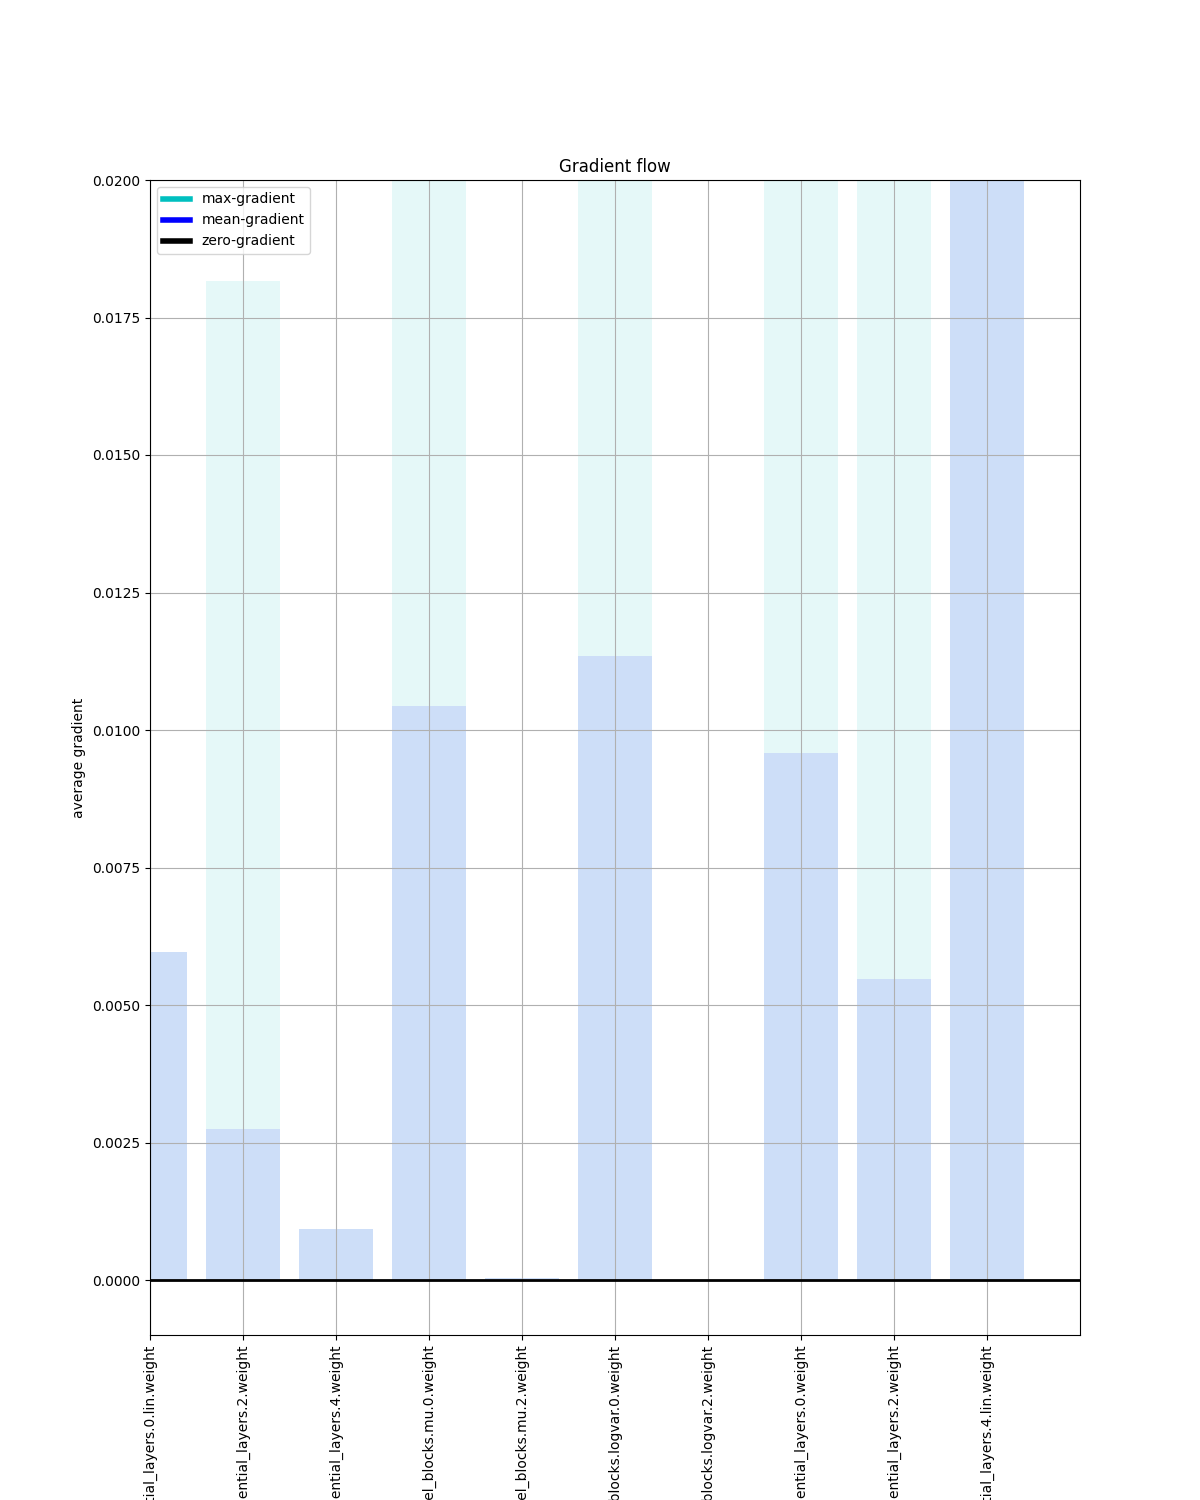 Gradient flow
max-gradient
mean-gradient
zero-gradient
0.0200
0.0175
0.0150
0.0125
0.0100
0.0075
0.0050
0.0025
0.0000
average gradient
tial_layers.0.lin.weight
ential_layers.2.weight
ential_layers.4.weight
el_blocks.mu.0.weight
el_blocks.mu.2.weight
blocks.logvar.0.weight
blocks.logvar.2.weight
ential_layers.0.weight
ential_layers.2.weight
tial_layers.4.lin.weight